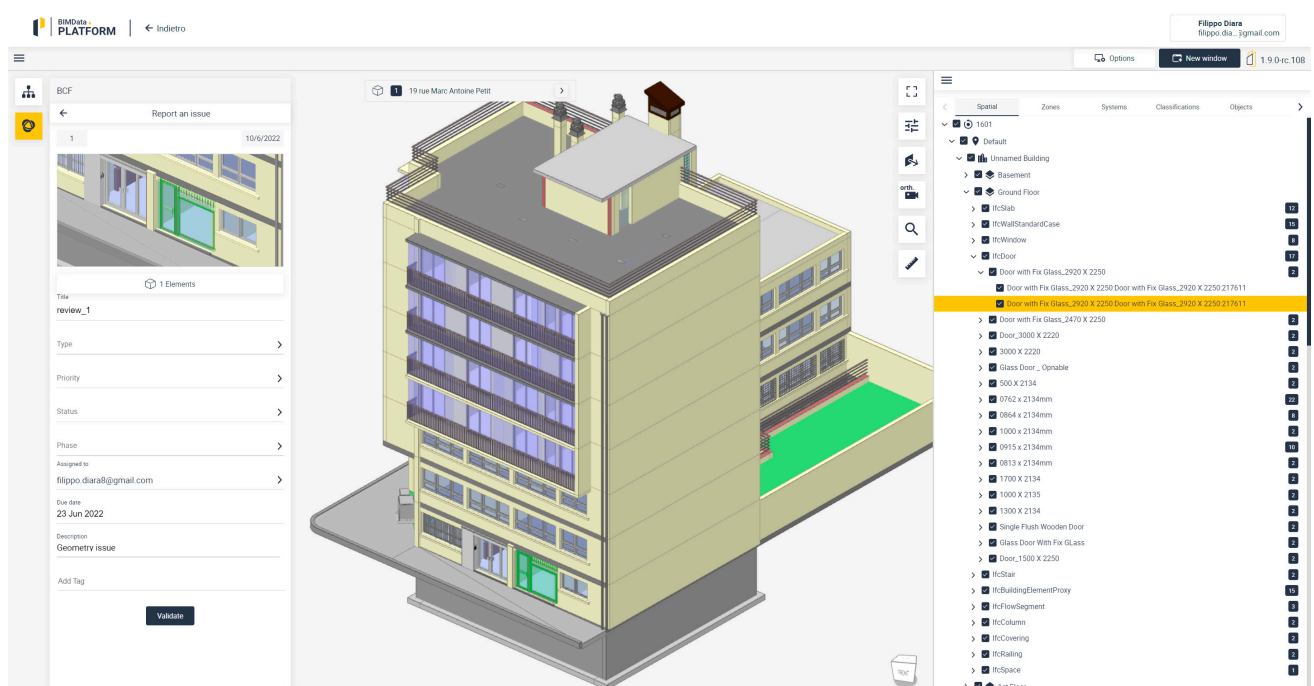 BIMData
PLATFORM
Indietro
Filippo Diara
Options
New window
1.9.0-rc.108
BCF
Report an issue
1
10/6/2022
1 Elements
Title
review_1
Type
Priority
Status
Phase
Assigned to
filippo.diara8@gmail.com
Due date
23 Jun 2022
Description
Geometry issue
Add Tag
Validate
1 19 rue Marc Antoine Petit
orth.
Spatial Zones Systems Classifications Objects
1601
Default
Unnamed Building
Basement
Ground Floor
IfcSlab 12
IfcWallStandardCase 15
IfcWindow 8
IfcDoor 17
Door with Fix Glass_2920 X 2250 2
Door with Fix Glass_2920 X 2250:Door with Fix Glass_2920 X 2250:217611
Door with Fix Glass_2920 X 2250:Door with Fix Glass_2920 X 2250:217611
Door with Fix Glass_2470 X 2250 2
Door_3000 X 2220 2
3000 X 2220 2
Glass Door _ Opnable 2
500 X 2134 2
0762 x 2134mm 22
0864 x 2134mm 8
1000 x 2134mm 2
0915 x 2134mm 10
0813 x 2134mm 2
1700 X 2134 2
1000 X 2135 2
1300 X 2134 2
Single Flush Wooden Door 2
Glass Door With Fix GLass 2
Door_1500 X 2250 2
IfcStair 2
IfcBuildingElementProxy 15
IfcFlowSegment 3
IfcColumn 2
IfcCovering 2
IfcRailing 2
IfcSpace 1